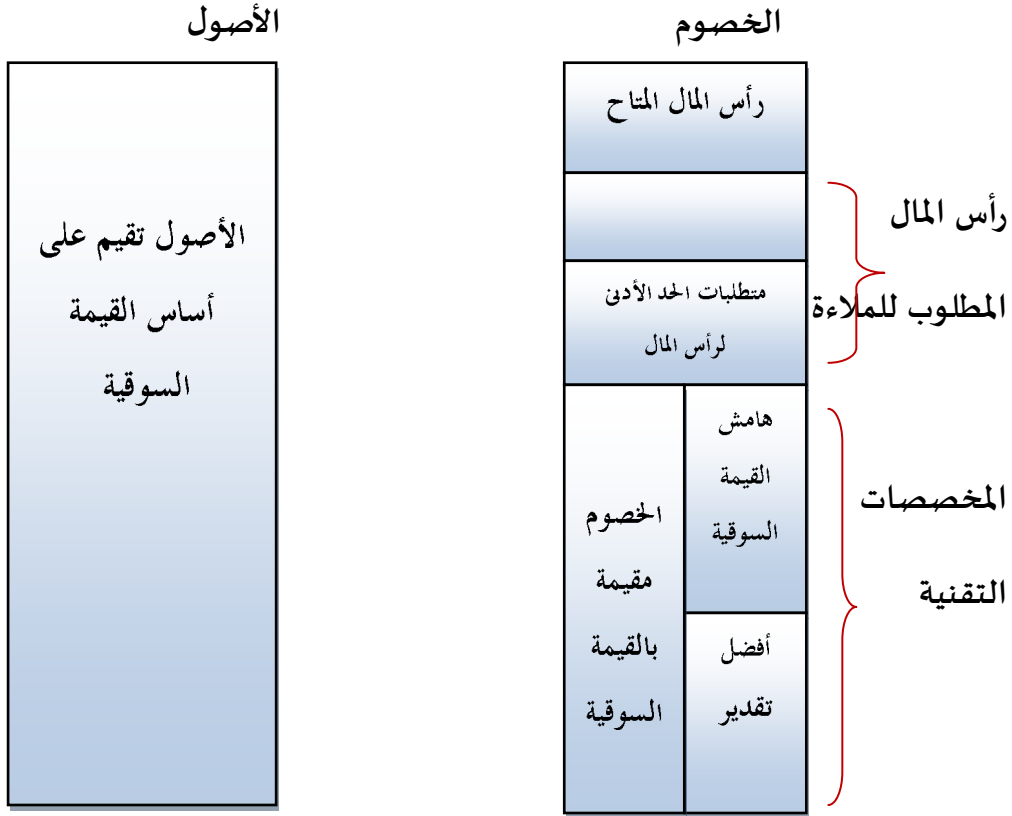 الخصوم
الأصول
رأس المال المتاح
رأس المال
المطلوب للملاءة
متطلبات الحد الأدنى
لرأس المال
المخصصات
التقنية
هامش
القيمة
السوقية
أفضل
تقدير
الخصوم
مقيمة
بالقيمة
السوقية
الأصول تقيم على
أساس القيمة
السوقية